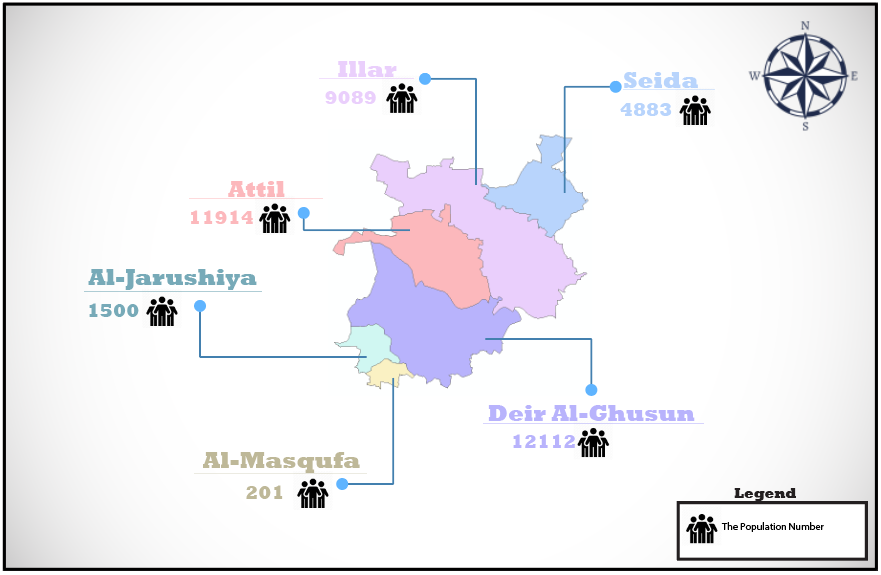 N
W
E
S
Illar
9089
Seida
4883
Attil
11914
Al-Jarushiya
1500
Deir Al-Ghusun
12112
Al-Masqufa
201
Legend
The Population Number